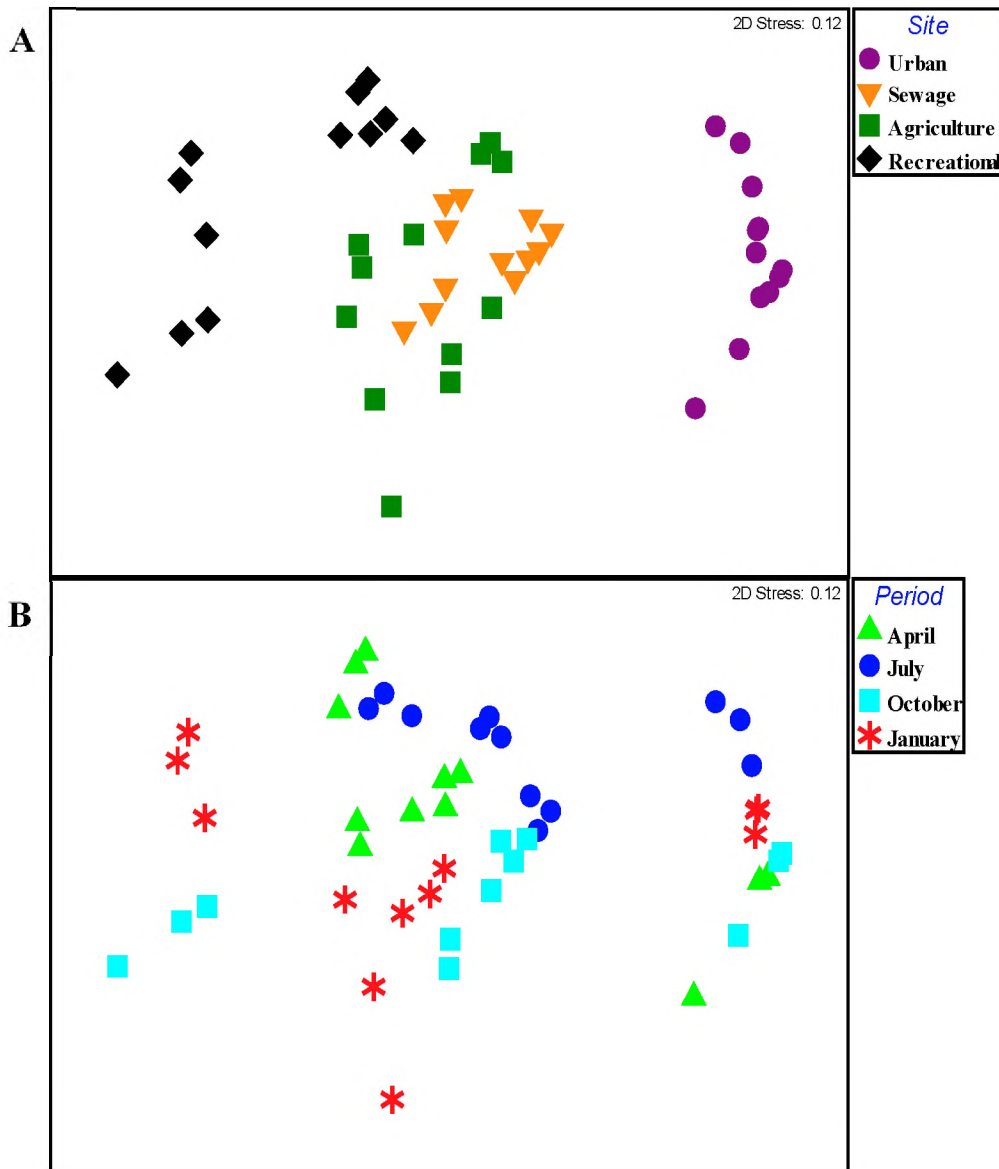 A
2D Stress: 0.12
Site
Urban
Sewage
Agriculture
Recreational
B
2D Stress: 0.12
Period
April
July
October
January